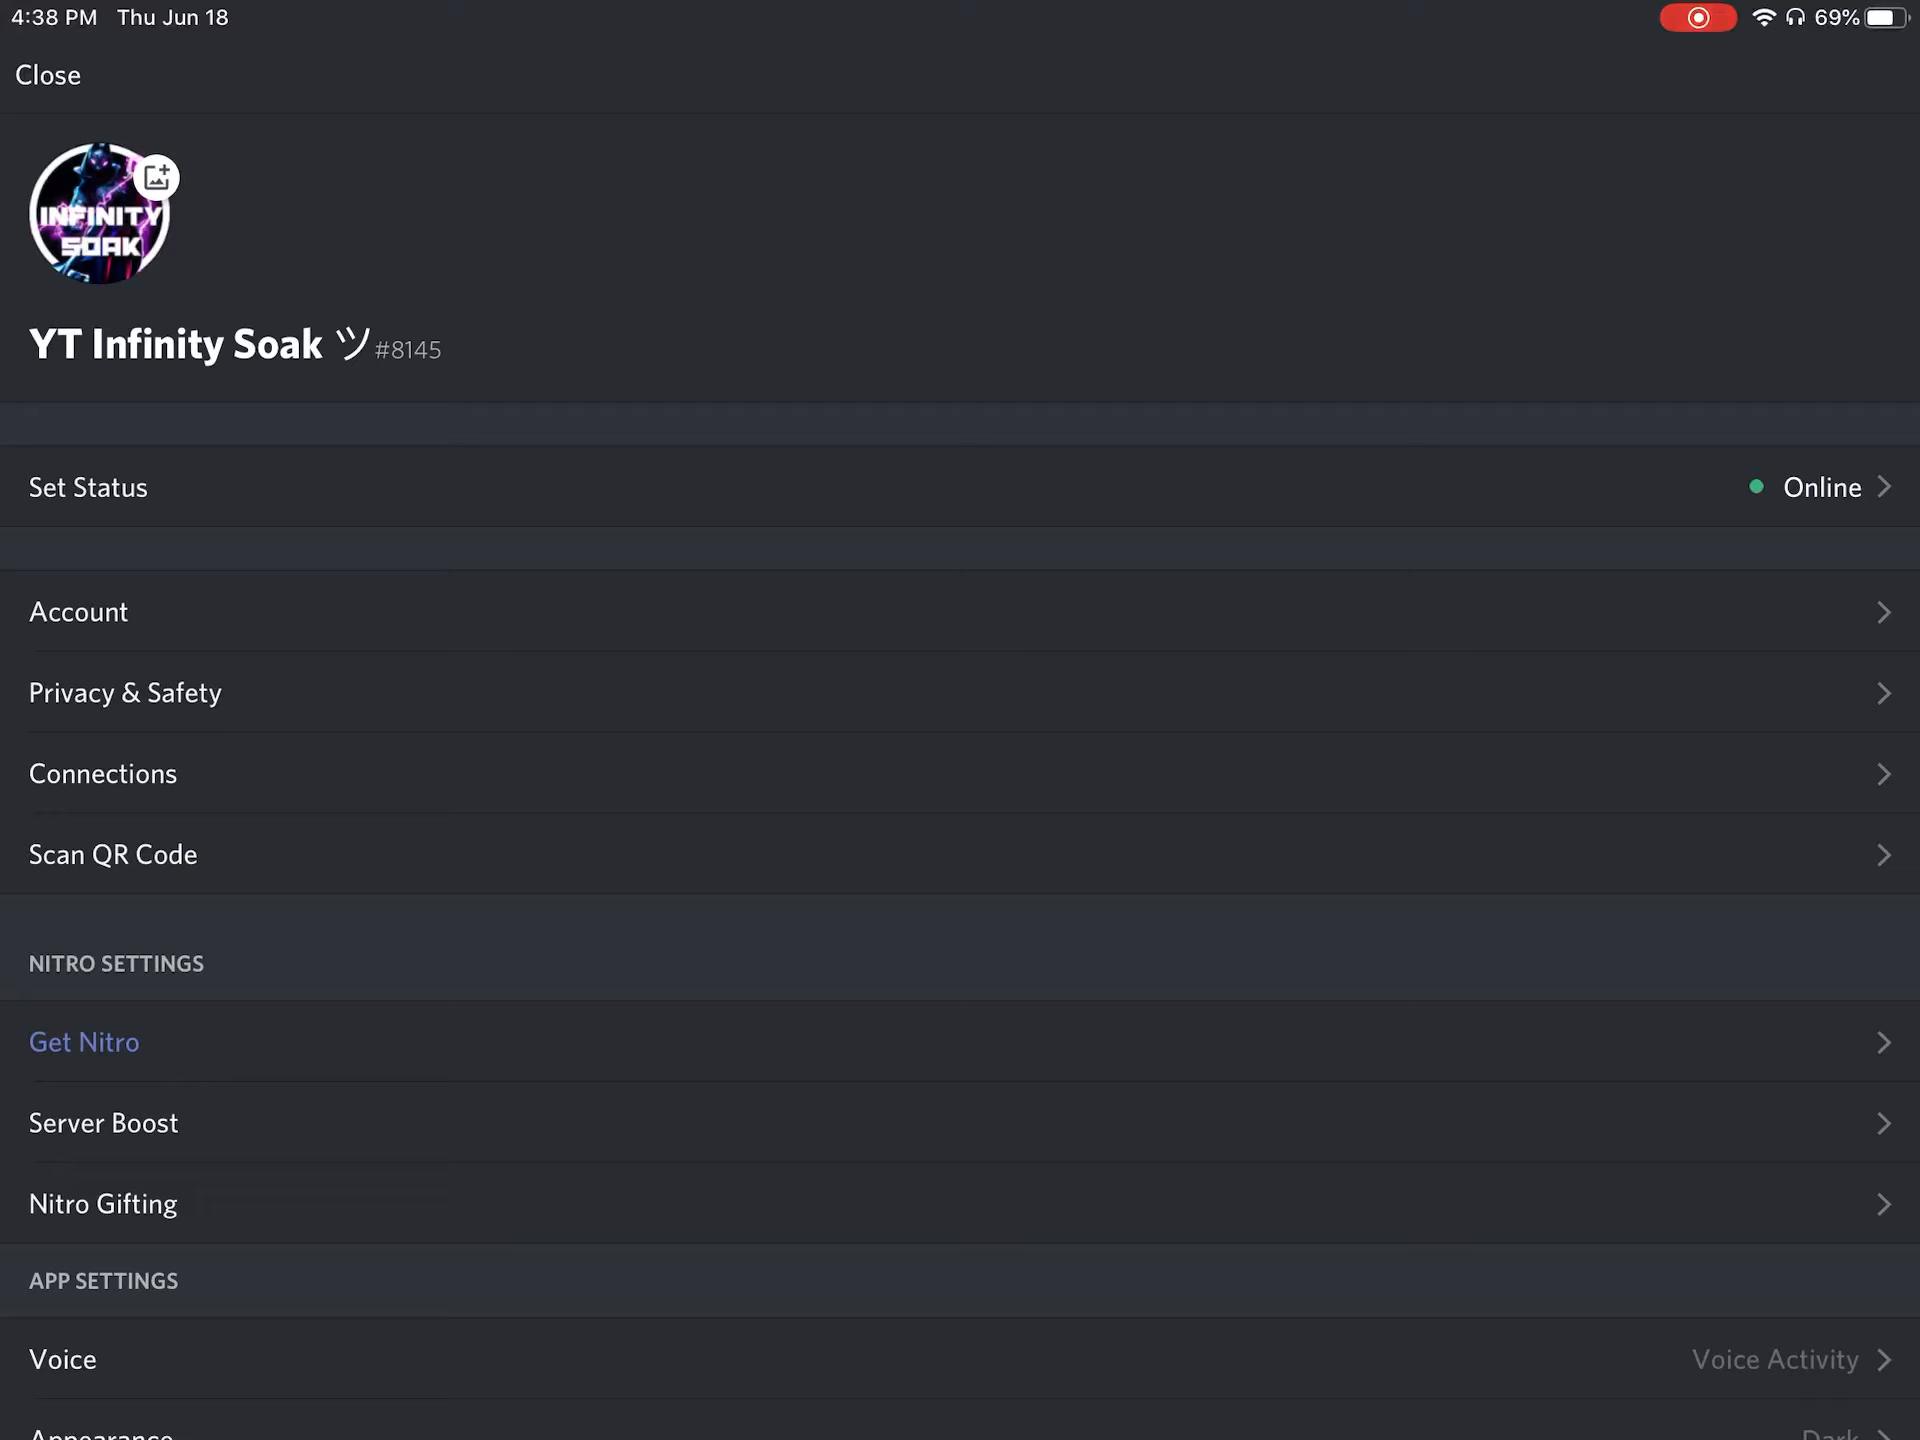 4:38 PM Thu Jun 18 69%
Close
INFINITY
SOAK
YT Infinity Soak ツ#8145
Set Status Online
Account
Privacy & Safety
Connections
Scan QR Code
NITRO SETTINGS
Get Nitro
Server Boost
Nitro Gifting
APP SETTINGS
Voice Voice Activity
Appearance Dark